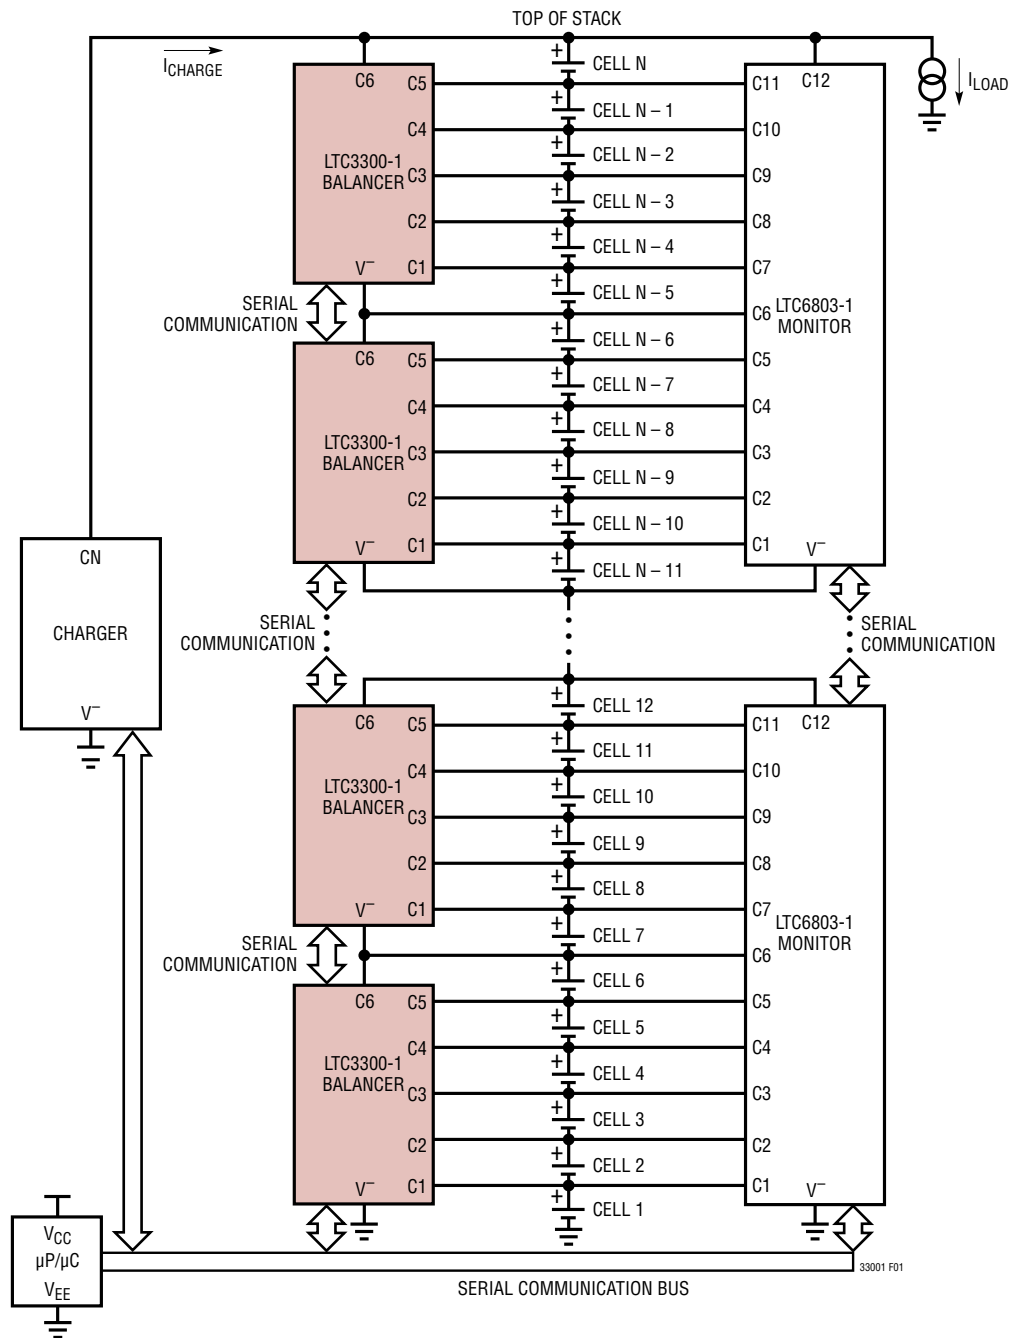 TOP OF STACK
I_CHARGE
I_LOAD
C6
C5
C4
C3
C2
C1
V–
LTC3300-1
BALANCER
+
CELL N
+
CELL N – 1
+
CELL N – 2
+
CELL N – 3
+
CELL N – 4
+
CELL N – 5
C12
C11
C10
C9
C8
C7
C6
C5
C4
C3
C2
C1
V–
LTC6803-1
MONITOR
SERIAL
COMMUNICATION
C6
C5
C4
C3
C2
C1
V–
LTC3300-1
BALANCER
+
CELL N – 6
+
CELL N – 7
+
CELL N – 8
+
CELL N – 9
+
CELL N – 10
+
CELL N – 11
CN
CHARGER
V–
SERIAL
COMMUNICATION
SERIAL
COMMUNICATION
C6
C5
C4
C3
C2
C1
V–
LTC3300-1
BALANCER
+
CELL 12
+
CELL 11
+
CELL 10
+
CELL 9
+
CELL 8
+
CELL 7
C12
C11
C10
C9
C8
C7
C6
C5
C4
C3
C2
C1
V–
LTC6803-1
MONITOR
SERIAL
COMMUNICATION
C6
C5
C4
C3
C2
C1
V–
LTC3300-1
BALANCER
+
CELL 6
+
CELL 5
+
CELL 4
+
CELL 3
+
CELL 2
+
CELL 1
VCC
µP/µC
VEE
SERIAL COMMUNICATION BUS
33001 F01